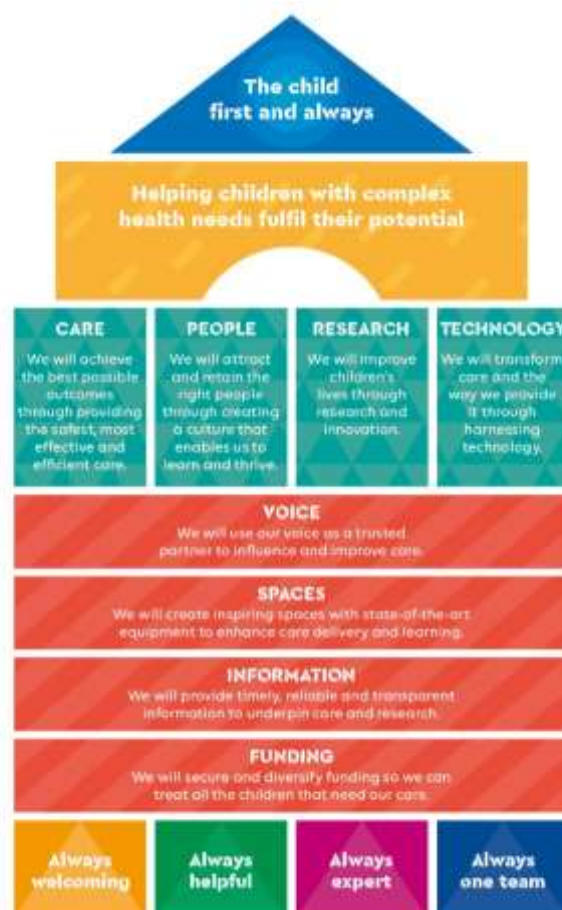 The child
first and always
Helping children with complex
health needs fulfil their potential
CARE
We will achieve
the best possible
outcomes
through providing
the safest, most
effective and
efficient care.
PEOPLE
We will attract
and retain the
right people
through creating
a culture that
enables us to
learn and thrive.
RESEARCH
We will improve
children's
lives through
research and
innovation.
TECHNOLOGY
We will transform
care and the
way we provide
it through
harnessing
technology.
VOICE
We will use our voice as a trusted
partner to influence and improve care.
SPACES
We will create inspiring spaces with state-of-the-art
equipment to enhance care delivery and learning.
INFORMATION
We will provide timely, reliable and transparent
information to underpin care and research.
FUNDING
We will secure and diversify funding so we can
treat all the children that need our care.
Always
welcoming
Always
helpful
Always
expert
Always
one team